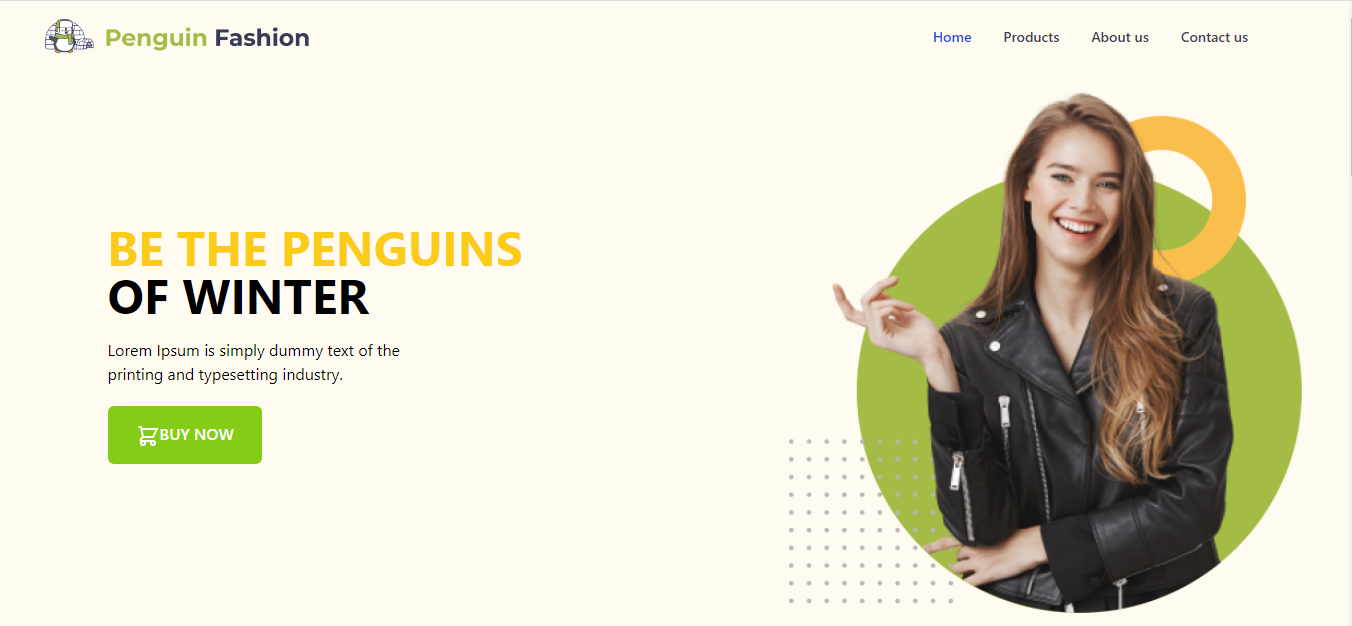 Penguin Fashion
Home Products About us Contact us
BE THE PENGUINS
OF WINTER
Lorem Ipsum is simply dummy text of the
printing and typesetting industry.
BUY NOW